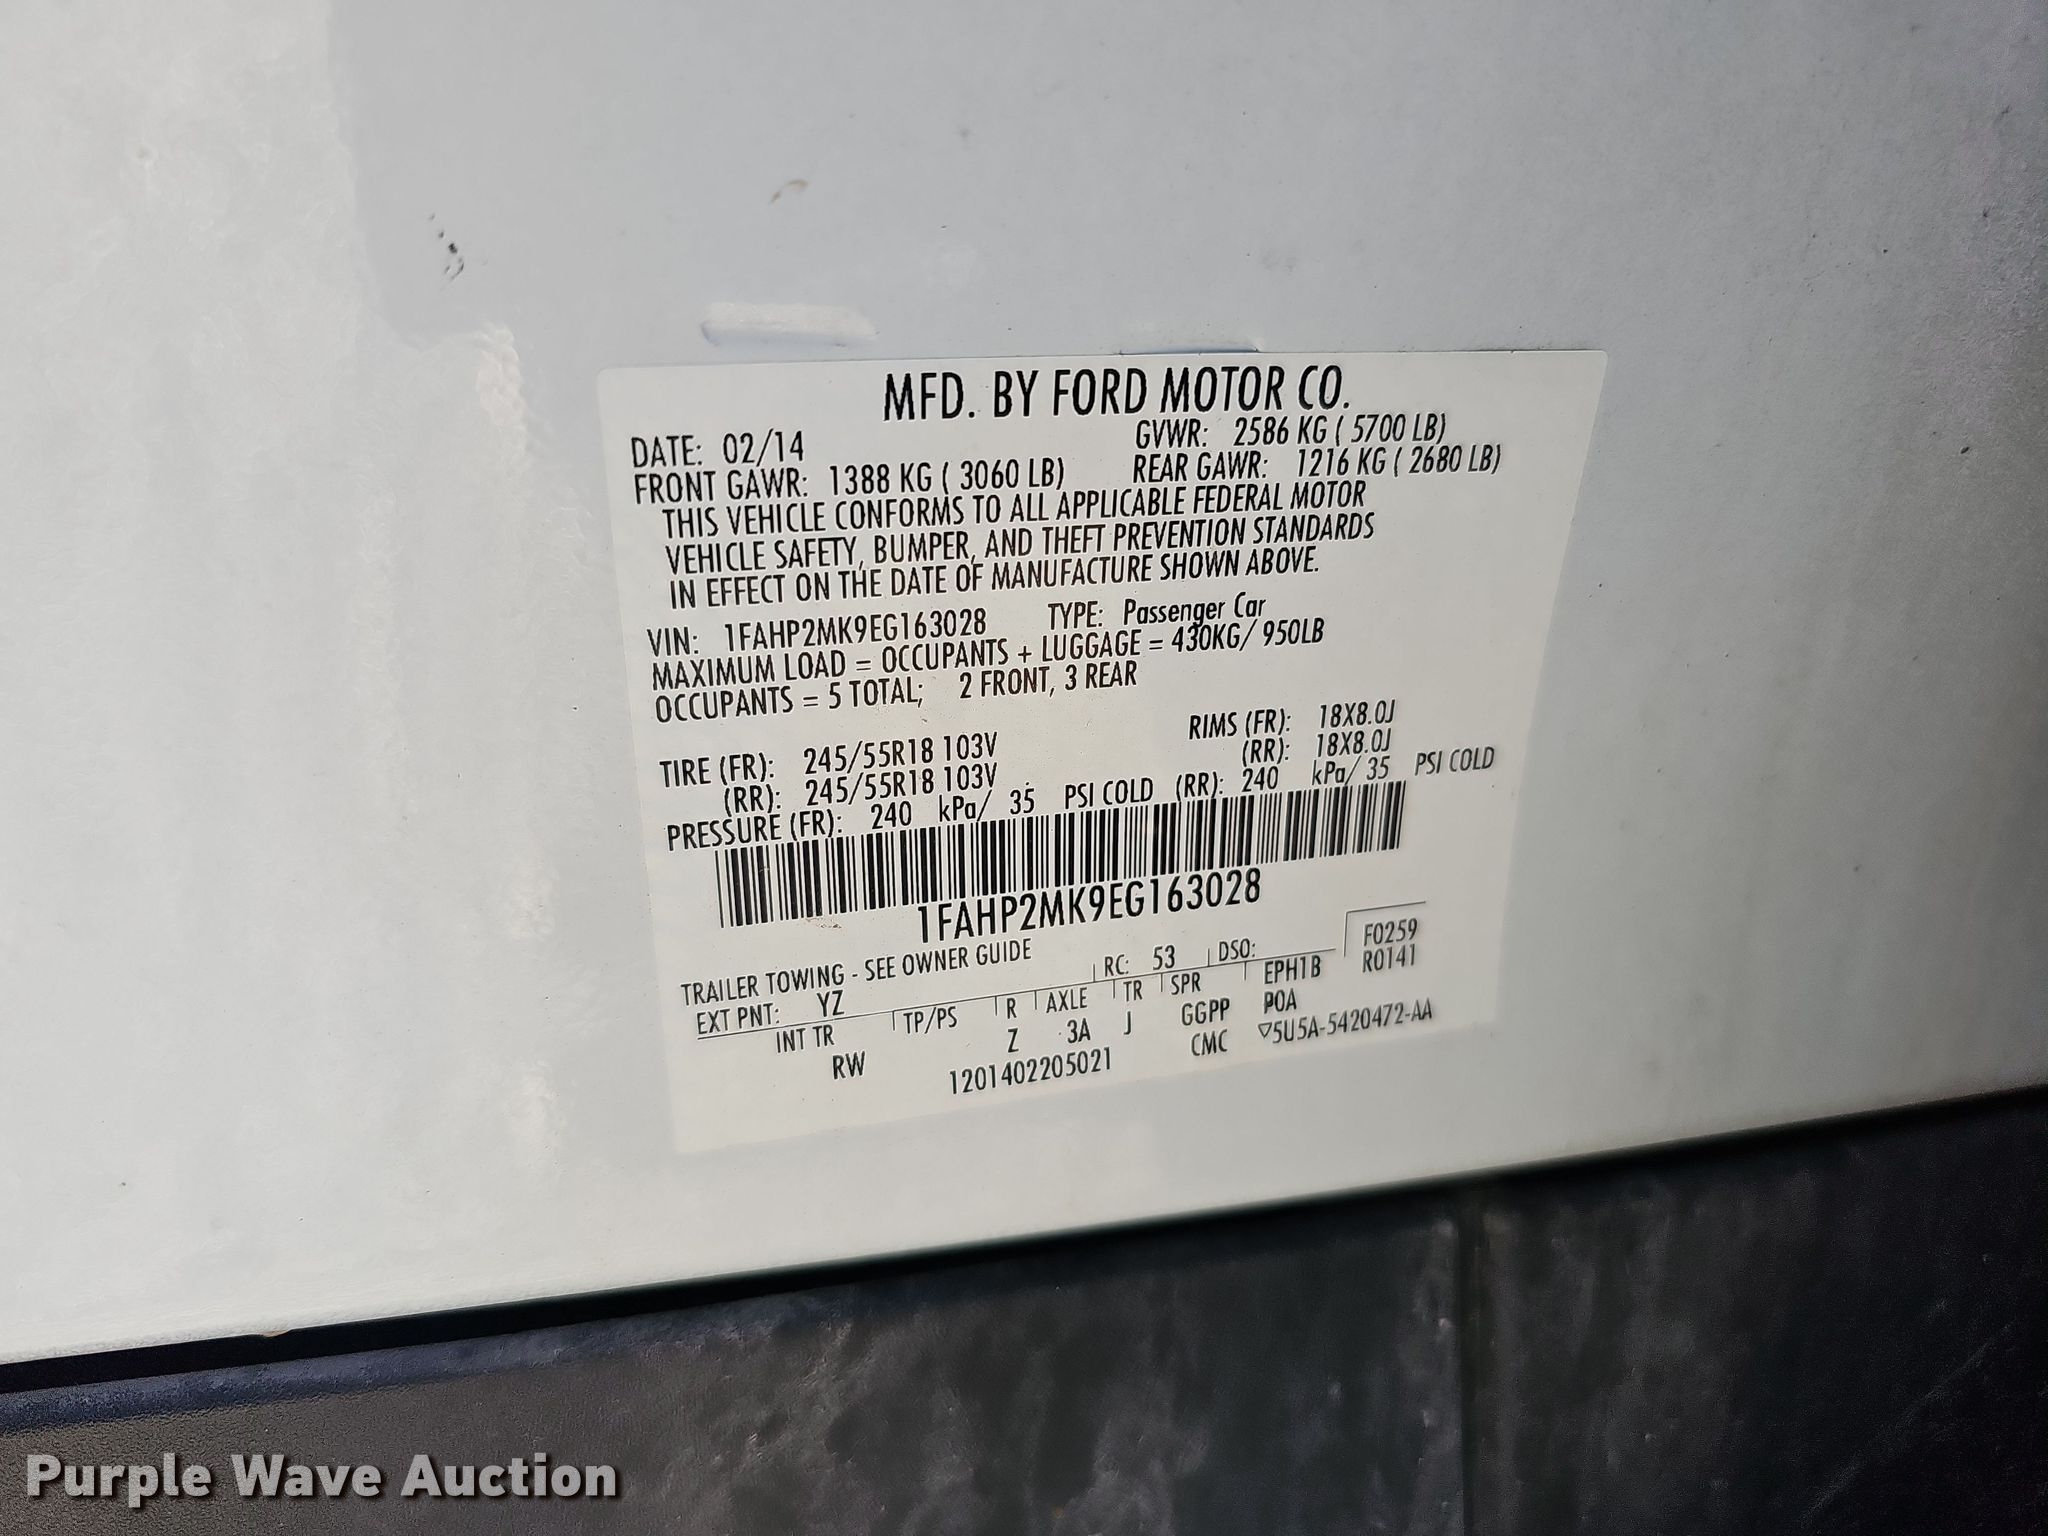 MFD. BY FORD MOTOR CO.
DATE: 02/14 GVWR: 2586 KG ( 5700 LB)
FRONT GAWR: 1388 KG ( 3060 LB) REAR GAWR: 1216 KG ( 2680 LB)
THIS VEHICLE CONFORMS TO ALL APPLICABLE FEDERAL MOTOR
VEHICLE SAFETY, BUMPER, AND THEFT PREVENTION STANDARDS
IN EFFECT ON THE DATE OF MANUFACTURE SHOWN ABOVE.
VIN: 1FAHP2MK9EG163028 TYPE: Passenger Car
MAXIMUM LOAD = OCCUPANTS + LUGGAGE = 430KG/ 950LB
OCCUPANTS = 5 TOTAL; 2 FRONT, 3 REAR
TIRE (FR): 245/55R18 103V RIMS (FR): 18X8.0J
(RR): 245/55R18 103V (RR): 18X8.0J
PRESSURE (FR): 240 kPa/ 35 PSI COLD (RR): 240 kPa/ 35 PSI COLD
1FAHP2MK9EG163028
TRAILER TOWING - SEE OWNER GUIDE F0259
EXT PNT: YZ RC: 53 DSO: R0141
INT TR TP/PS R AXLE TR SPR EPH1B
RW Z 3A J GGPP POA
1201402205021 CMC ▽5U5A-5420472-AA
Purple Wave Auction